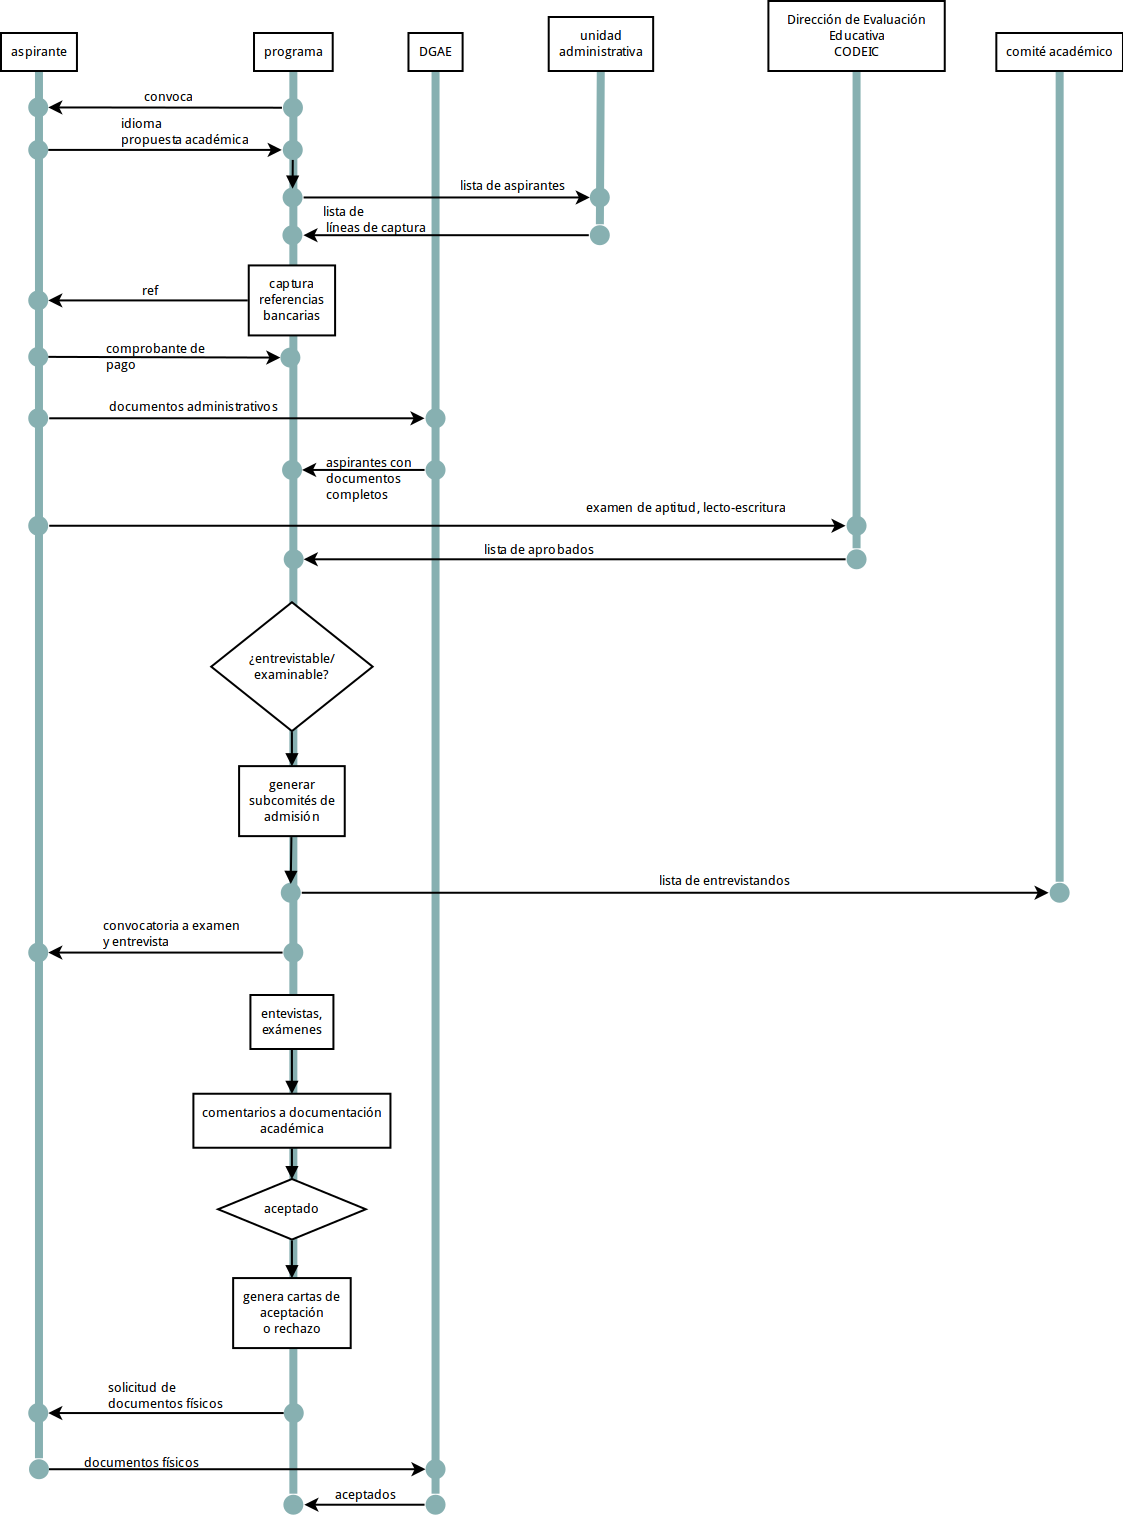 Dirección de Evaluación
Educativa
CODEIC
unidad
administrativa
aspirante
programa
DGAE
comité académico
convoca
idioma
propuesta académica
lista de aspirantes
lista de
líneas de captura
captura
referencias
bancarias
ref
comprobante de
pago
documentos administrativos
aspirantes con
documentos
completos
examen de aptitud, lecto-escritura
lista de aprobados
¿entrevistable/
examinable?
generar
subcomités de
admisión
lista de entrevistandos
convocatoria a examen
y entrevista
entevistas,
exámenes
comentarios a documentación
académica
aceptado
genera cartas de
aceptación
o rechazo
solicitud de
documentos físicos
documentos físicos
aceptados